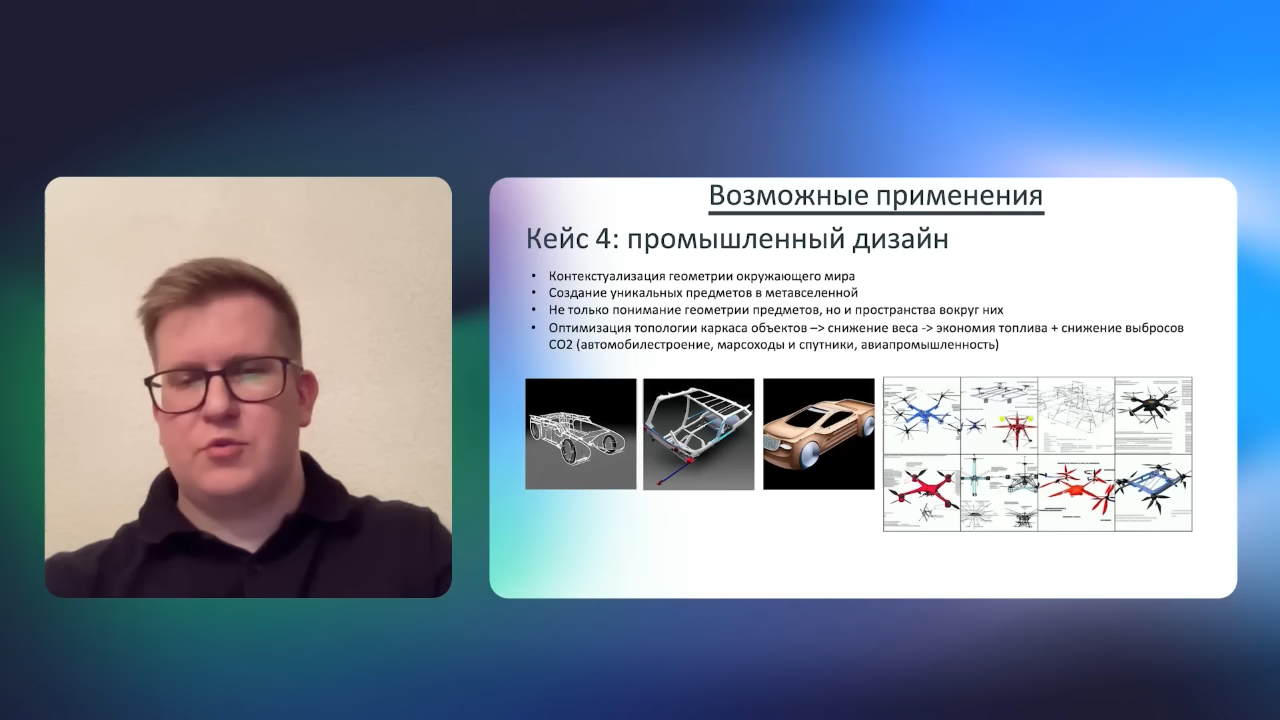 Возможные применения
Кейс 4: промышленный дизайн
• Контекстуализация геометрии окружающего мира
• Создание уникальных предметов в метавселенной
• Не только понимание геометрии предметов, но и пространства вокруг них
• Оптимизация топологии каркаса объектов –> снижение веса -> экономия топлива + снижение выбросов
СО2 (автомобилестроение, марсоходы и спутники, авиапромышленность)